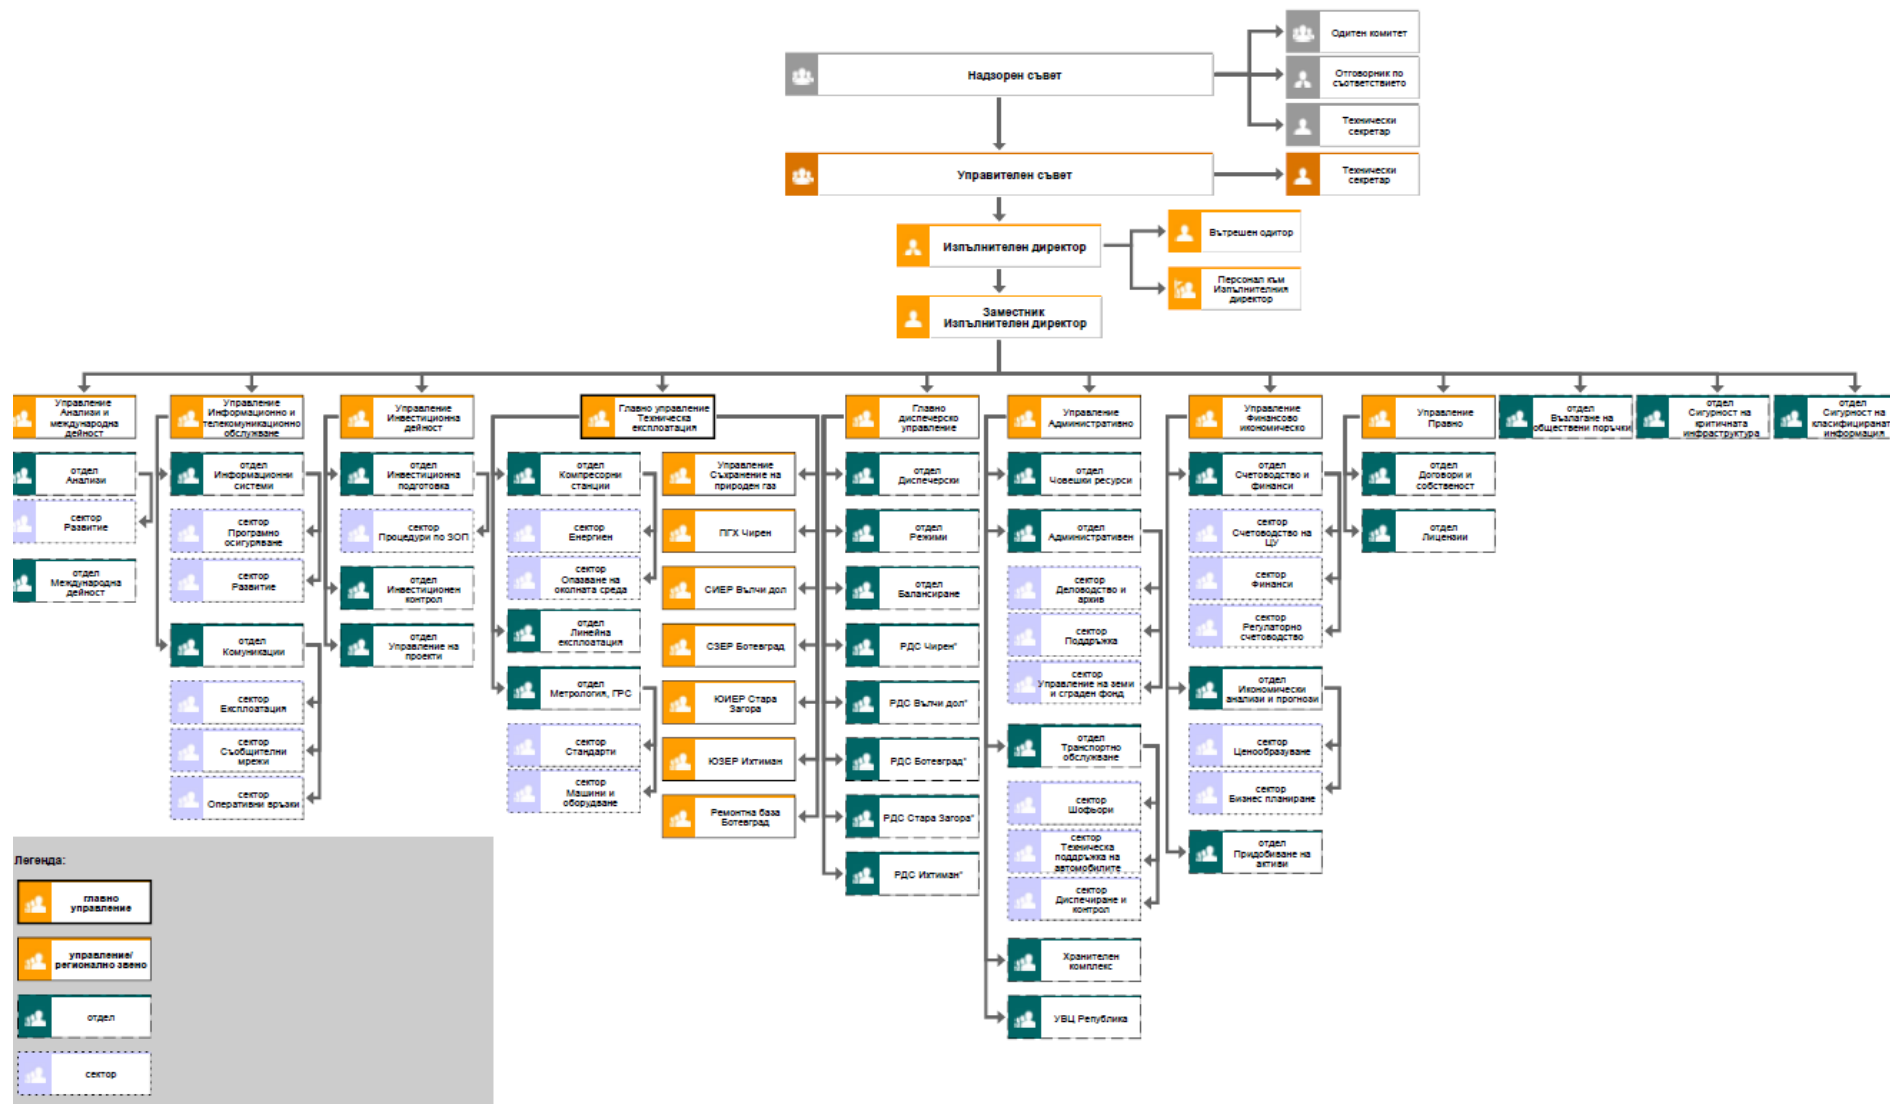 Одитен комитет
Надзорен съвет
Отговорник по
съответствието
Технически
секретар
Управителен съвет
Технически
секретар
Вътрешен одитор
Изпълнителен директор
Персонал към
Изпълнителния
директор
Заместник
Изпълнителен директор
Управление
Анализи и
международна
дейност
отдел
Анализи
сектор
Развитие
отдел
Международна
дейност
Управление
Информационно и
телекомуникационно
обслужване
отдел
Информационни
системи
сектор
Програмно
осигуряване
сектор
Развитие
отдел
Комуникации
сектор
Експлоатация
сектор
Съобщителни
мрежи
сектор
Оперативни връзки
Управление
Инвестиционна
дейност
отдел
Инвестиционна
подготовка
сектор
Процедури по ЗОП
отдел
Инвестиционен
контрол
отдел
Управление на
проекти
Главно управление
Техническа
експлоатация
отдел
Компресорни
станции
сектор
Енергиен
сектор
Опазване на
околната среда
отдел
Линейна
експлоатация
отдел
Метрология, ГРС
сектор
Стандарти
сектор
Машини и
оборудване
Управление
Съхранение на
природен газ
ПГХ Чирен
СИЕР Вълчи дол
СЗЕР Ботевград
ЮИЕР Стара
Загора
ЮЗЕР Ихтиман
Ремонтна база
Ботевград
Главно
диспечерско
управление
отдел
Диспечерски
отдел
Режими
отдел
Балансиране
РДС Чирен*
РДС Вълчи дол*
РДС Ботевград*
РДС Стара Загора*
РДС Ихтиман*
Управление
Административно
отдел
Човешки ресурси
отдел
Административен
сектор
Деловодство и
архив
сектор
Поддръжка
сектор
Управление на земи
и сграден фонд
отдел
Транспортно
обслужване
сектор
Шофьори
сектор
Техническа
поддръжка на
автомобилите
сектор
Диспечиране и
контрол
Хранителен
комплекс
УВЦ Република
Управление
Финансово
икономическо
отдел
Счетоводство и
финанси
сектор
Счетоводство на
ЦУ
сектор
Финанси
сектор
Регулаторно
счетоводство
отдел
Икономически
анализи и прогнози
сектор
Ценообразуване
сектор
Бизнес планиране
отдел
Придобиване на
активи
Управление
Правно
отдел
Договори и
собственост
отдел
Лицензии
отдел
Възлагане на
обществени поръчки
отдел
Сигурност на
критичната
инфраструктура
отдел
Сигурност на
класифицираната
информация
Легенда:
главно
управление
управление/
регионално звено
отдел
сектор